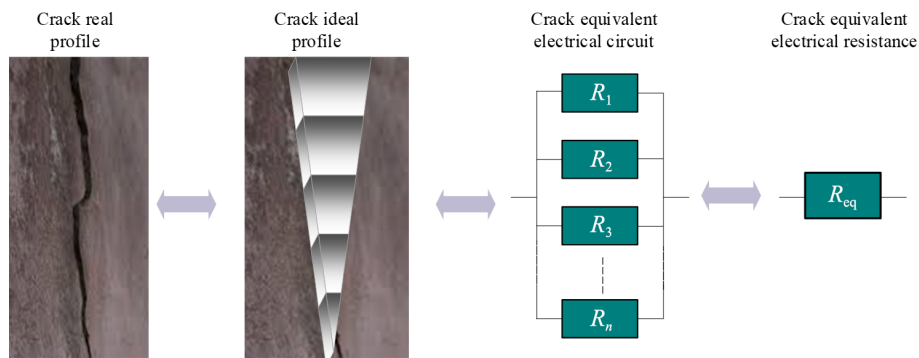 Crack real
profile
Crack ideal
profile
Crack equivalent
electrical circuit
Crack equivalent
electrical resistance
R1
R2
R3
Rn
Req